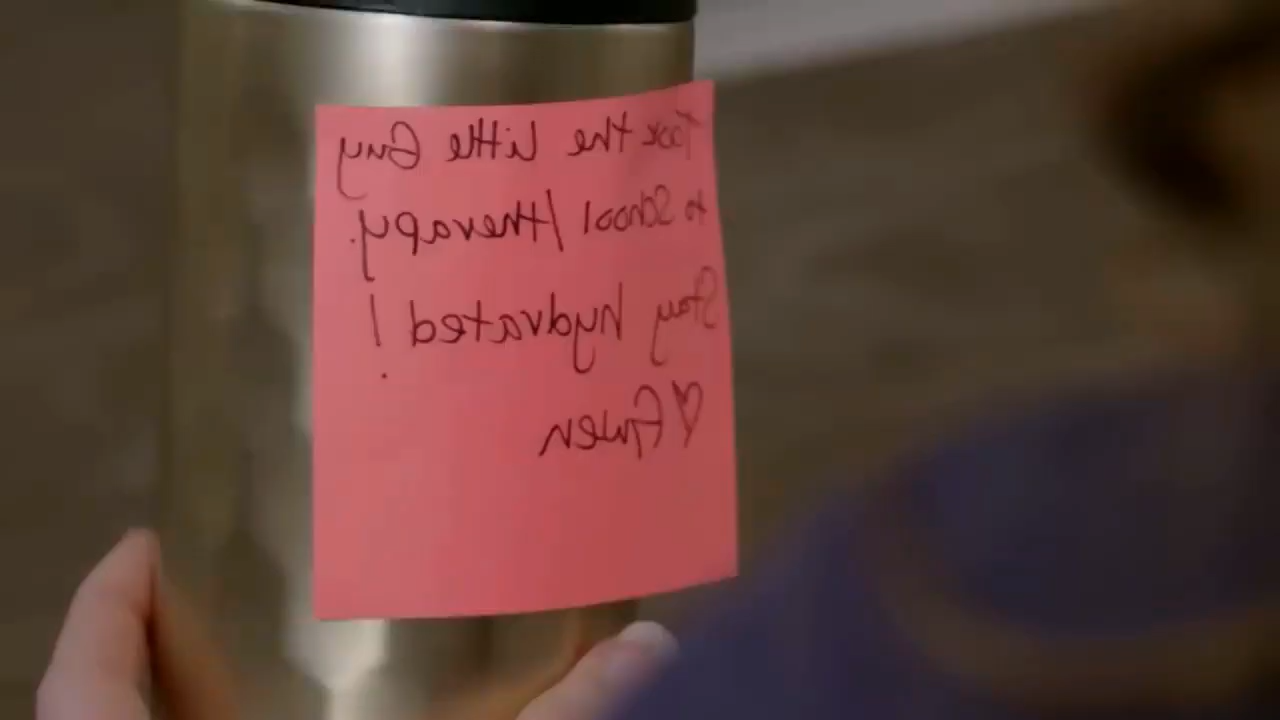 Took the Little Guy
to School/therapy.
Stay hydrated!
♡Gwen